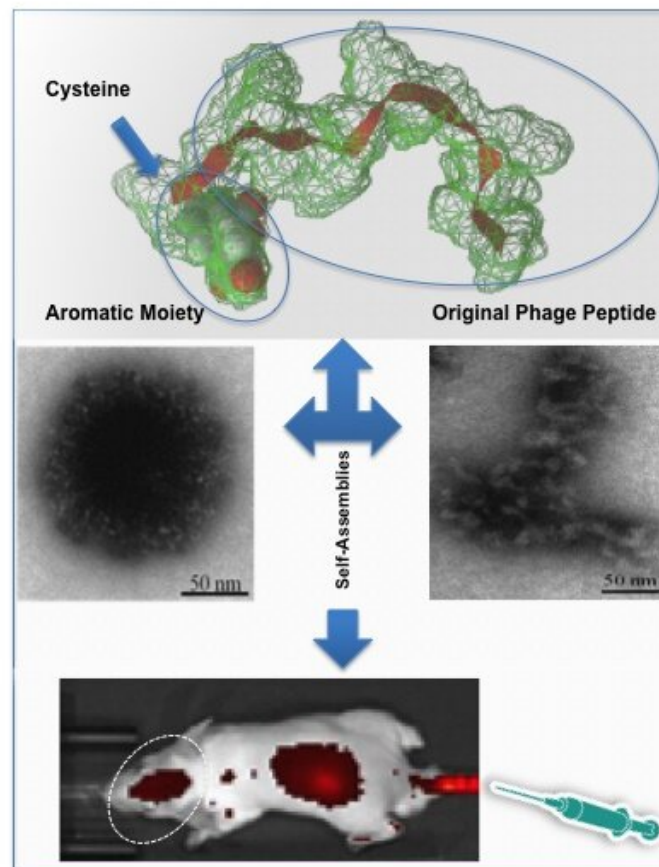 Cysteine
Aromatic Moiety
Original Phage Peptide
50 nm
Self-Assemblies
50 nm